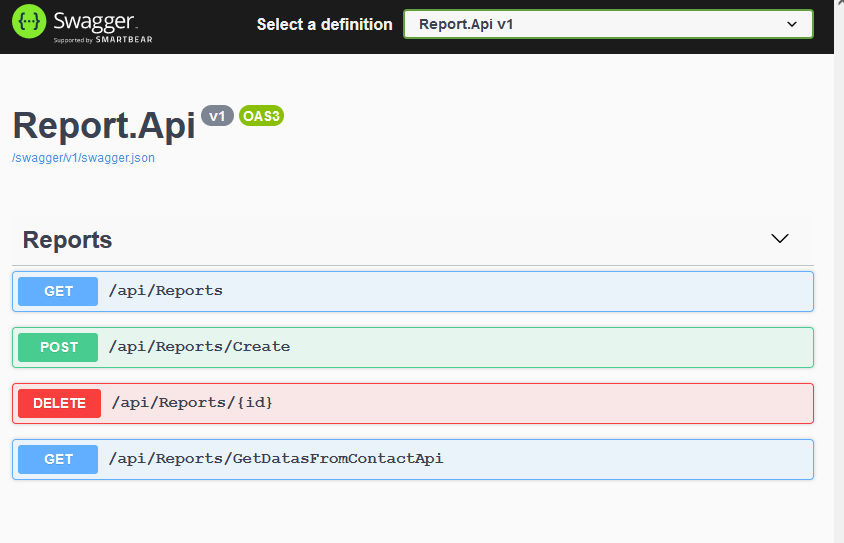 Swagger.
Supported by SMARTBEAR
Select a definition
Report.Api v1
Report.Api v1 OAS3
/swagger/v1/swagger.json
Reports
GET /api/Reports
POST /api/Reports/Create
DELETE /api/Reports/{id}
GET /api/Reports/GetDatasFromContactApi